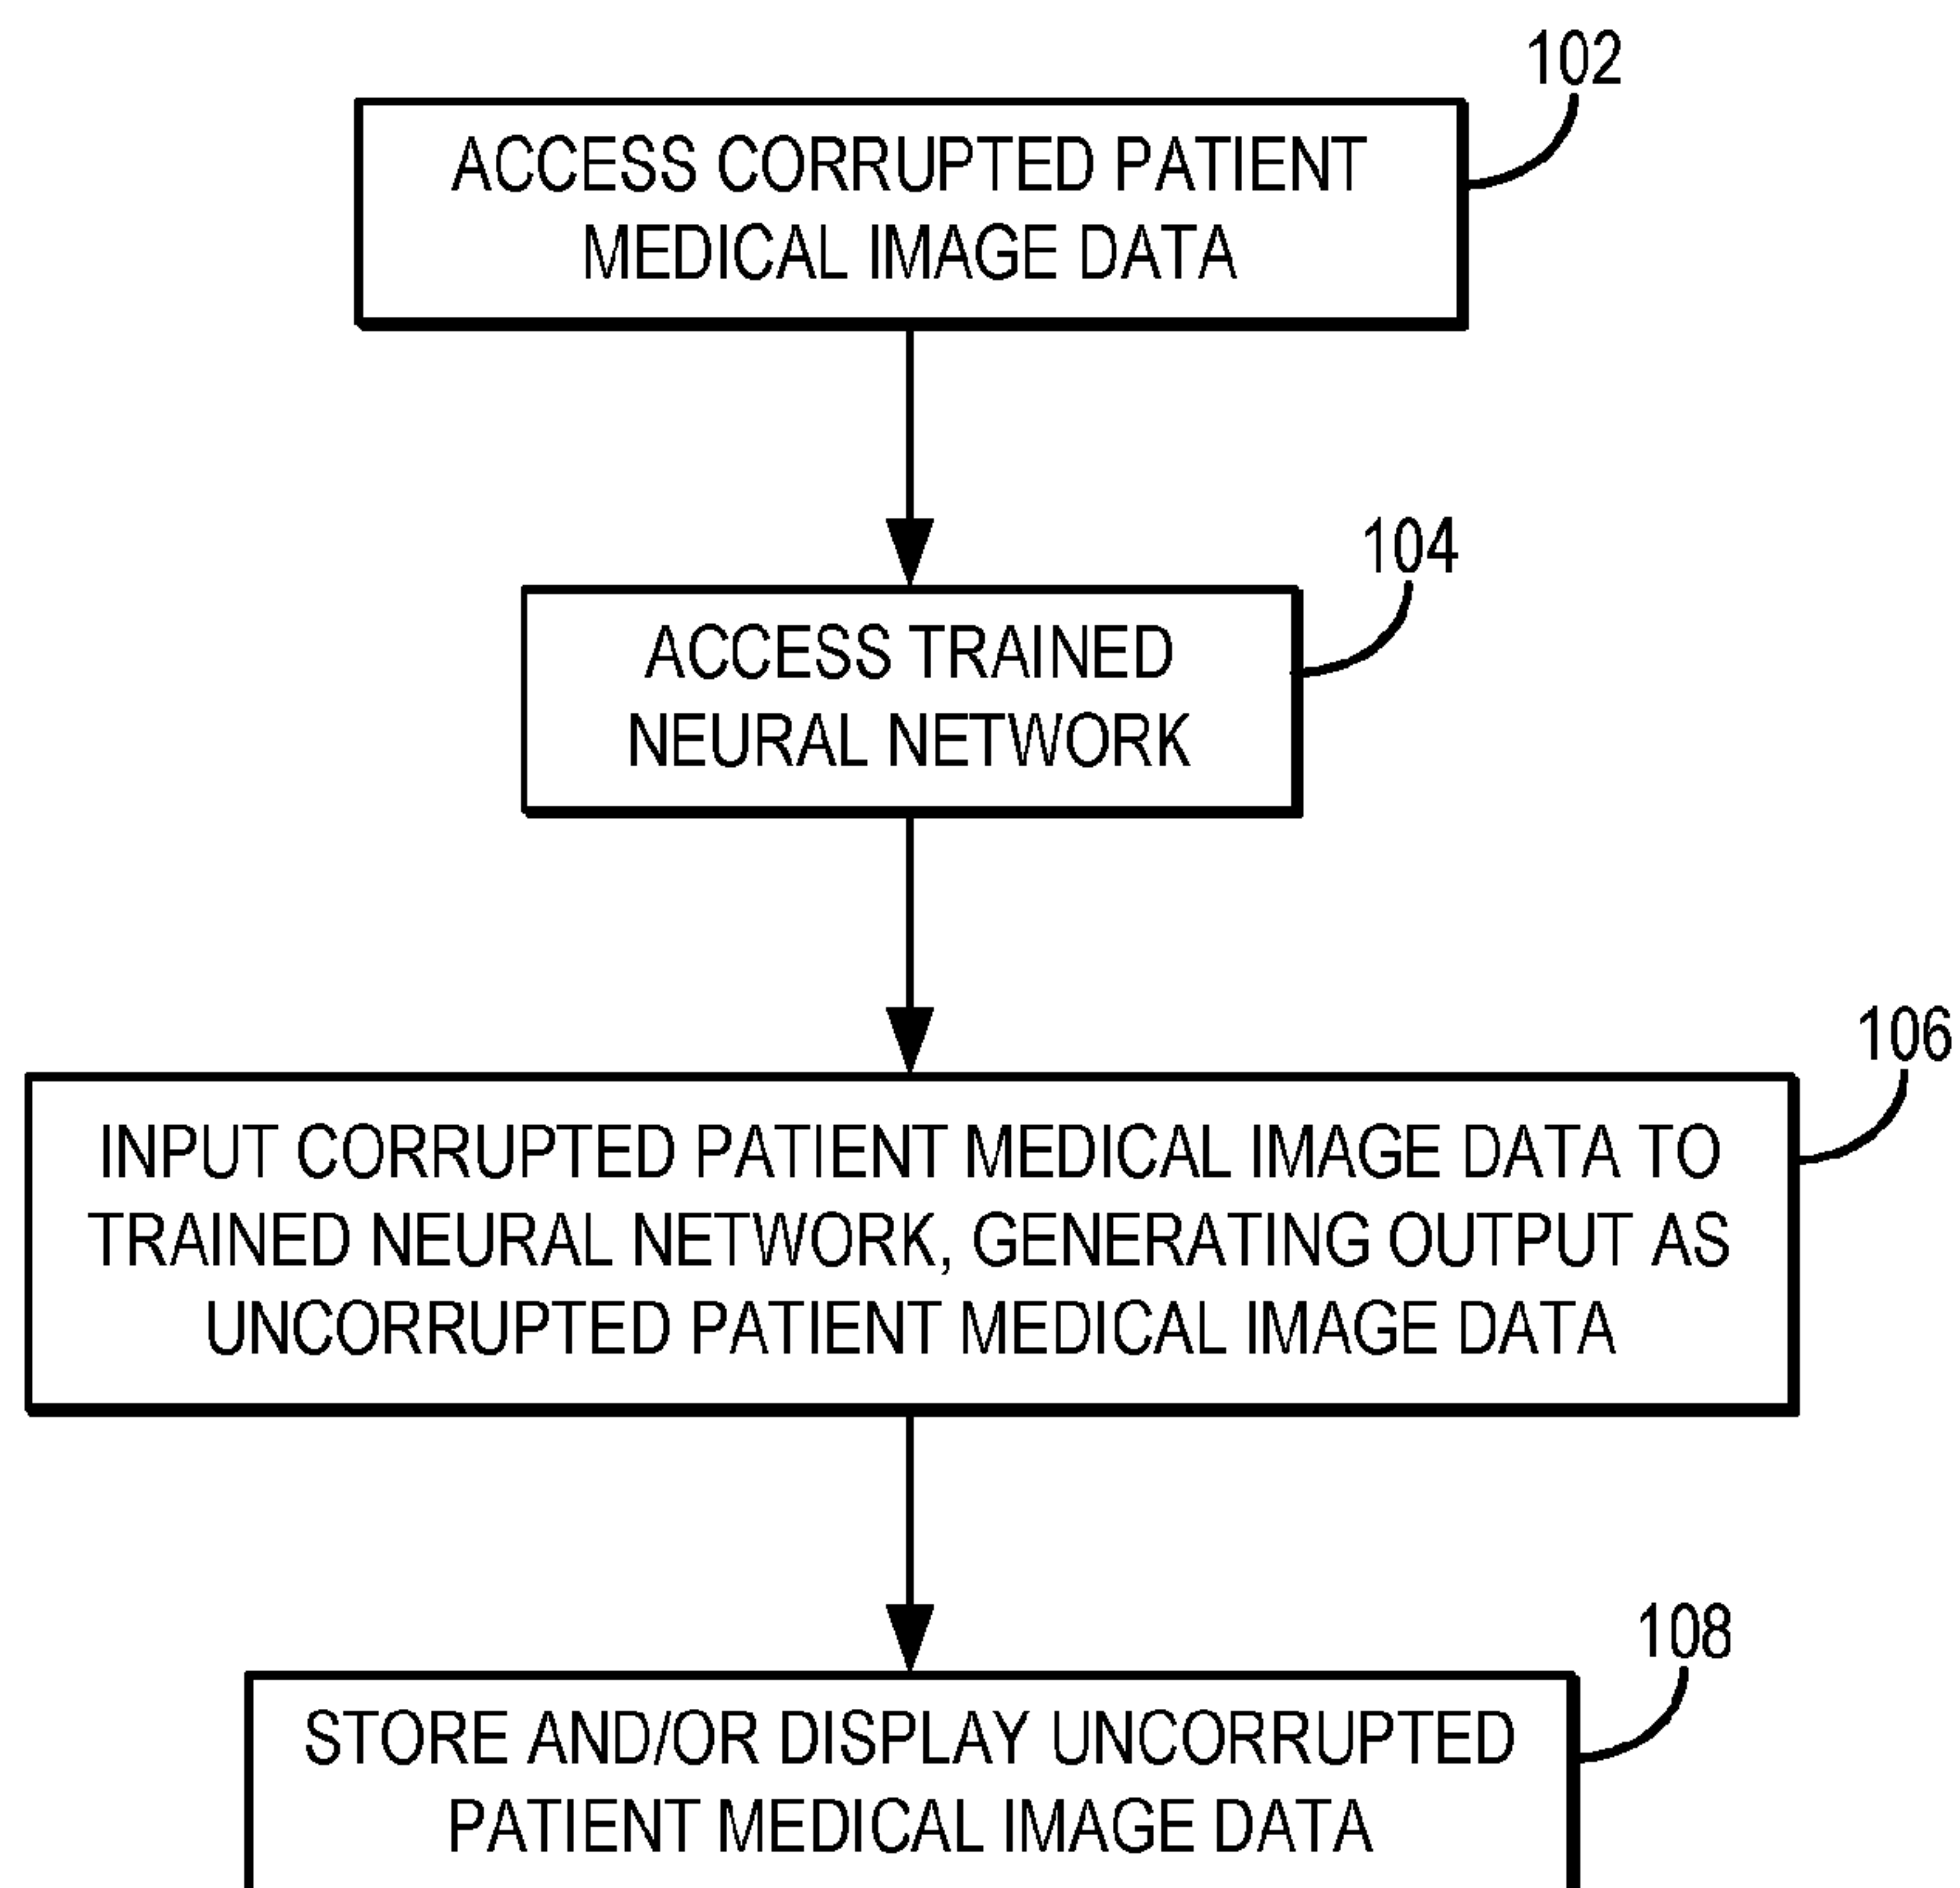 102
ACCESS CORRUPTED PATIENT
MEDICAL IMAGE DATA
104
ACCESS TRAINED
NEURAL NETWORK
106
INPUT CORRUPTED PATIENT MEDICAL IMAGE DATA TO
TRAINED NEURAL NETWORK, GENERATING OUTPUT AS
UNCORRUPTED PATIENT MEDICAL IMAGE DATA
108
STORE AND/OR DISPLAY UNCORRUPTED
PATIENT MEDICAL IMAGE DATA